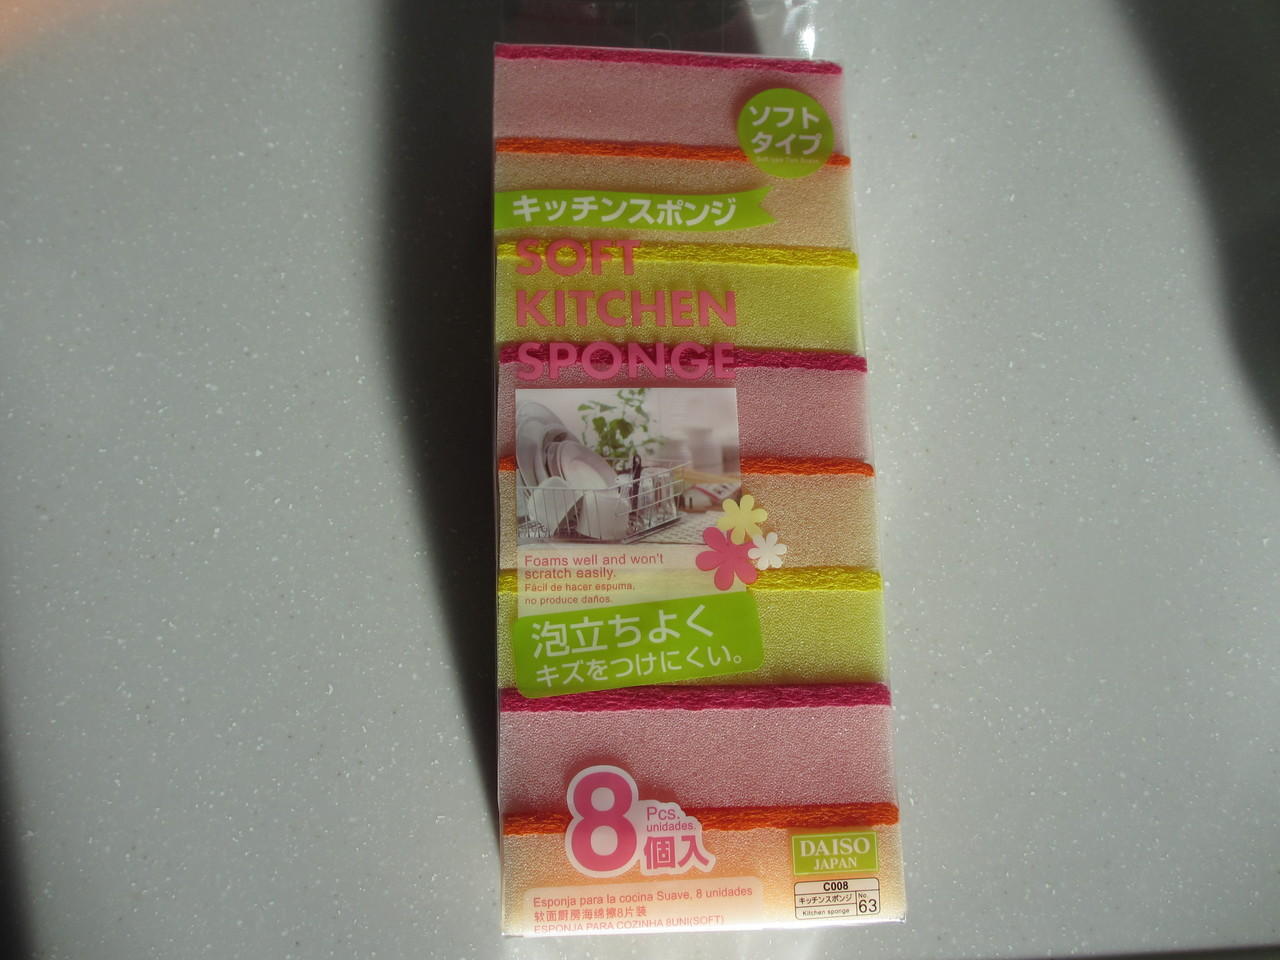 ソフト
タイプ
キッチンスポンジ
SOFT
KITCHEN
SPONGE
Foams well and won't
scratch easily.
Fácil de hacer espuma,
no produce daños.
泡立ちよく
キズをつけにくい。
8
Pcs.
unidades.
個入
DAISO
JAPAN
C008
キッチンスポンジ
Kitchen sponge
No.
63
Esponja para la cocina Suave, 8 unidades
软面厨房海绵擦8片装
ESPONJA PARA COZINHA 8UNI(SOFT)